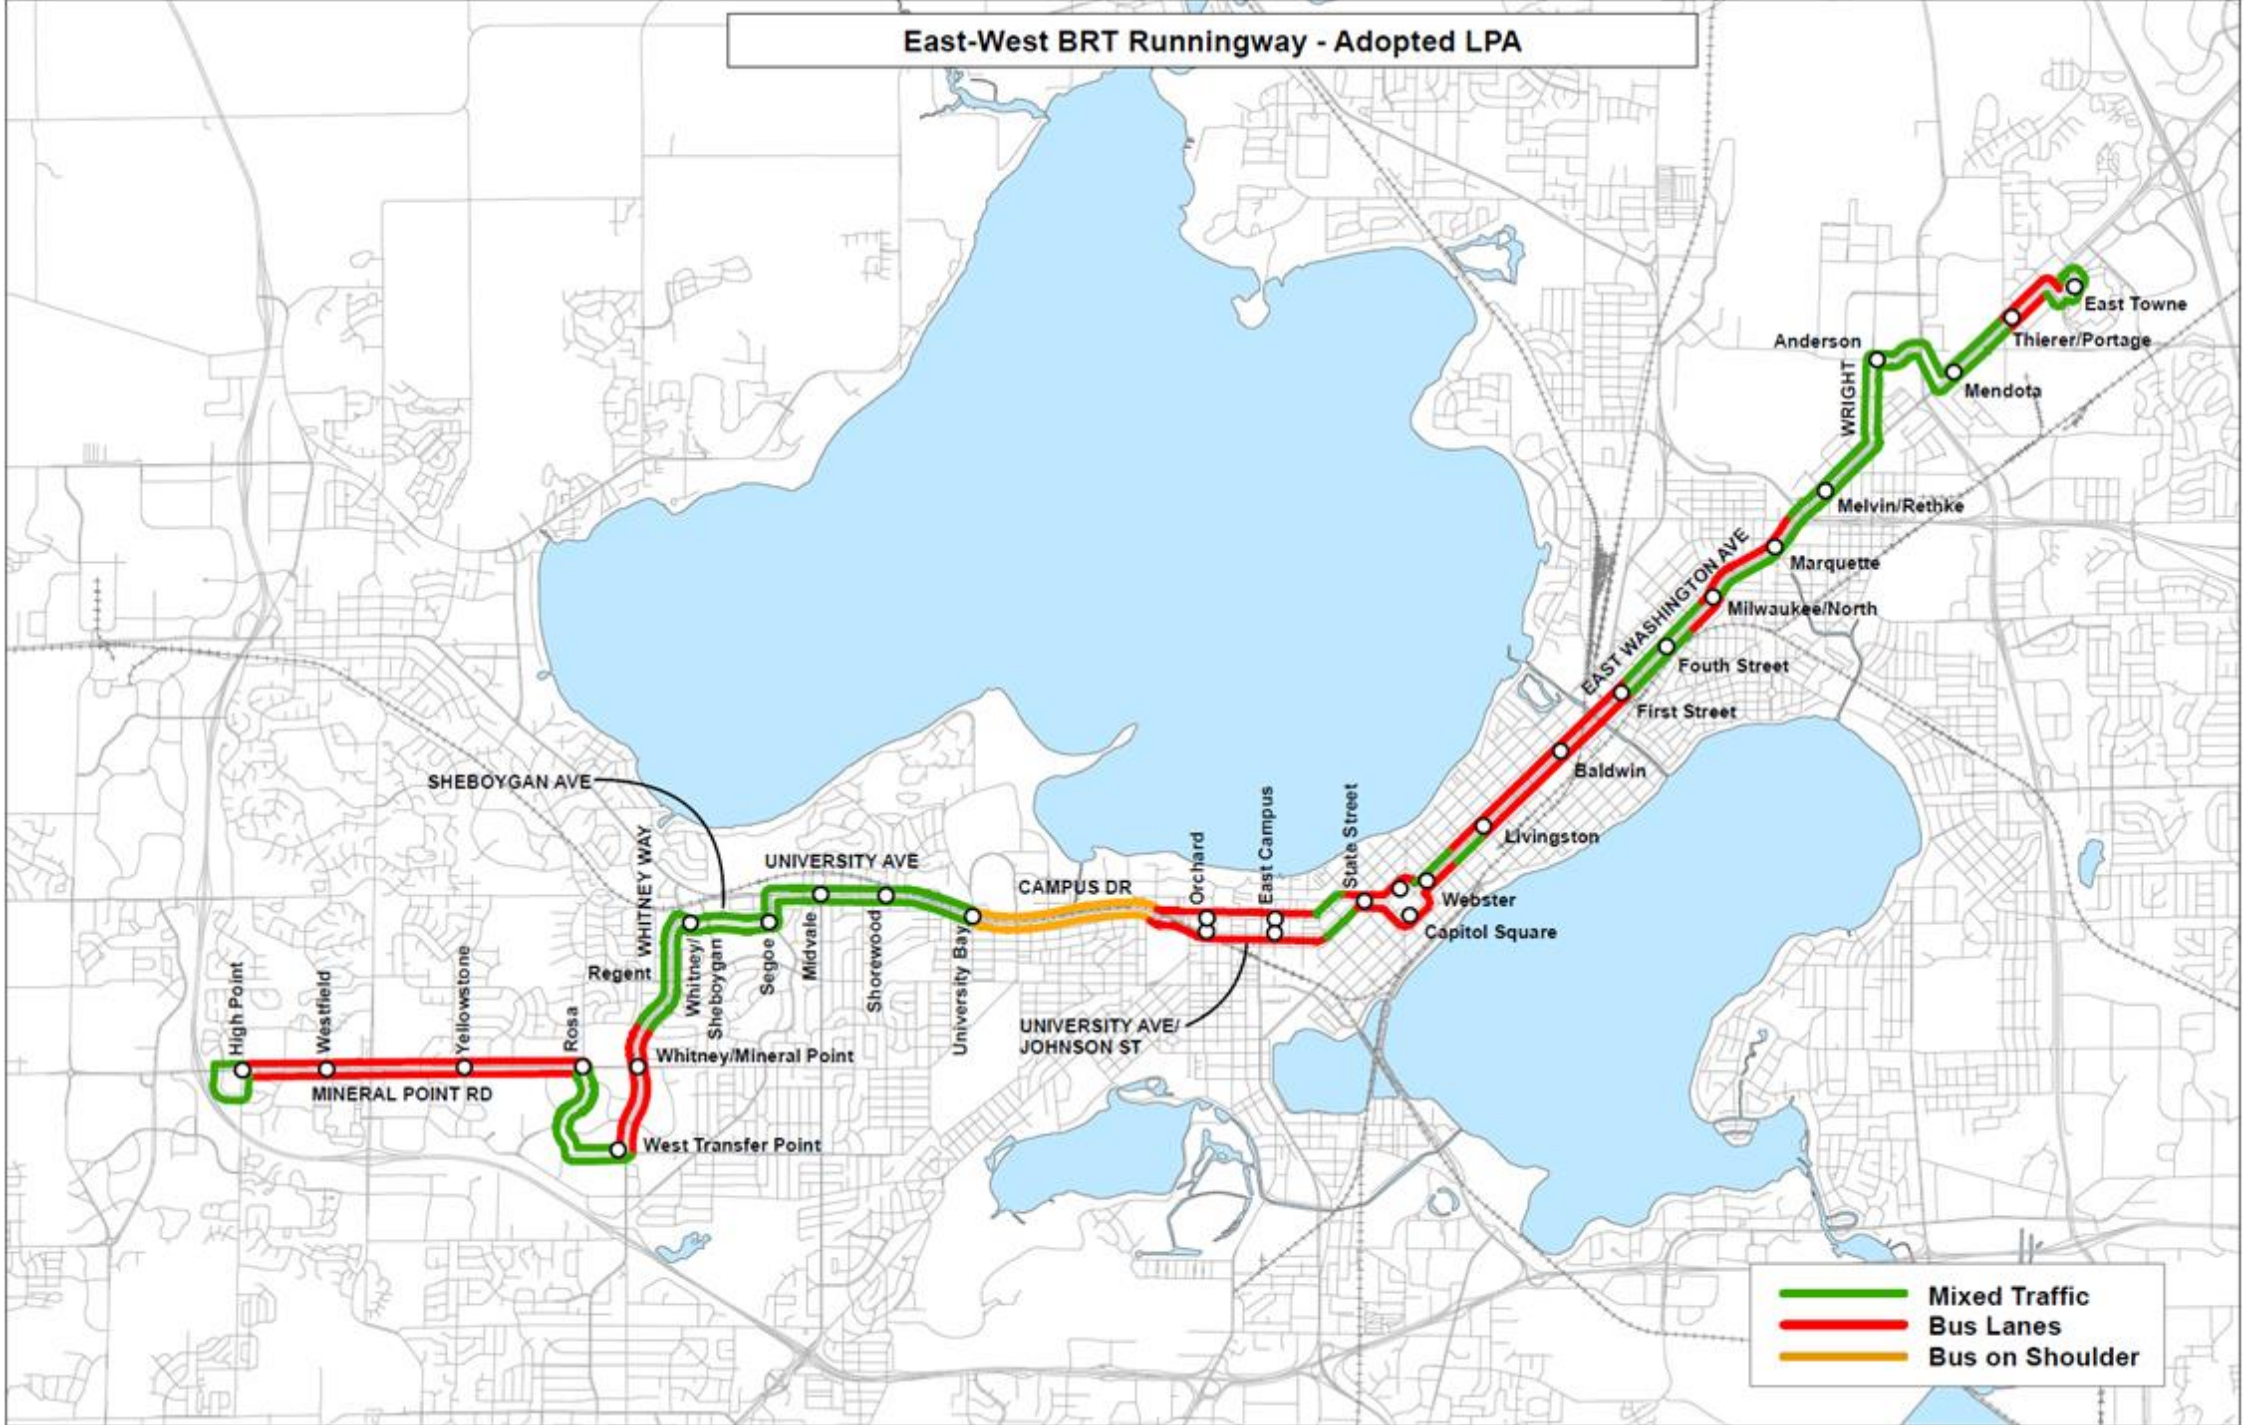 East-West BRT Runningway - Adopted LPA
East Towne
Thierer/Portage
Anderson
Mendota
WRIGHT
Melvin/Rethke
EAST WASHINGTON AVE
Marquette
Milwaukee/North
Fouth Street
First Street
Baldwin
Livingston
SHEBOYGAN AVE
WHITNEY WAY
UNIVERSITY AVE
CAMPUS DR
Orchard
East Campus
State Street
Webster
Capitol Square
Regent
Whitney/
Sheboygan
Segoe
Midvale
Shorewood
University Bay
High Point
Westfield
Yellowstone
Rosa
UNIVERSITY AVE/
JOHNSON ST
Whitney/Mineral Point
MINERAL POINT RD
West Transfer Point
Mixed Traffic
Bus Lanes
Bus on Shoulder